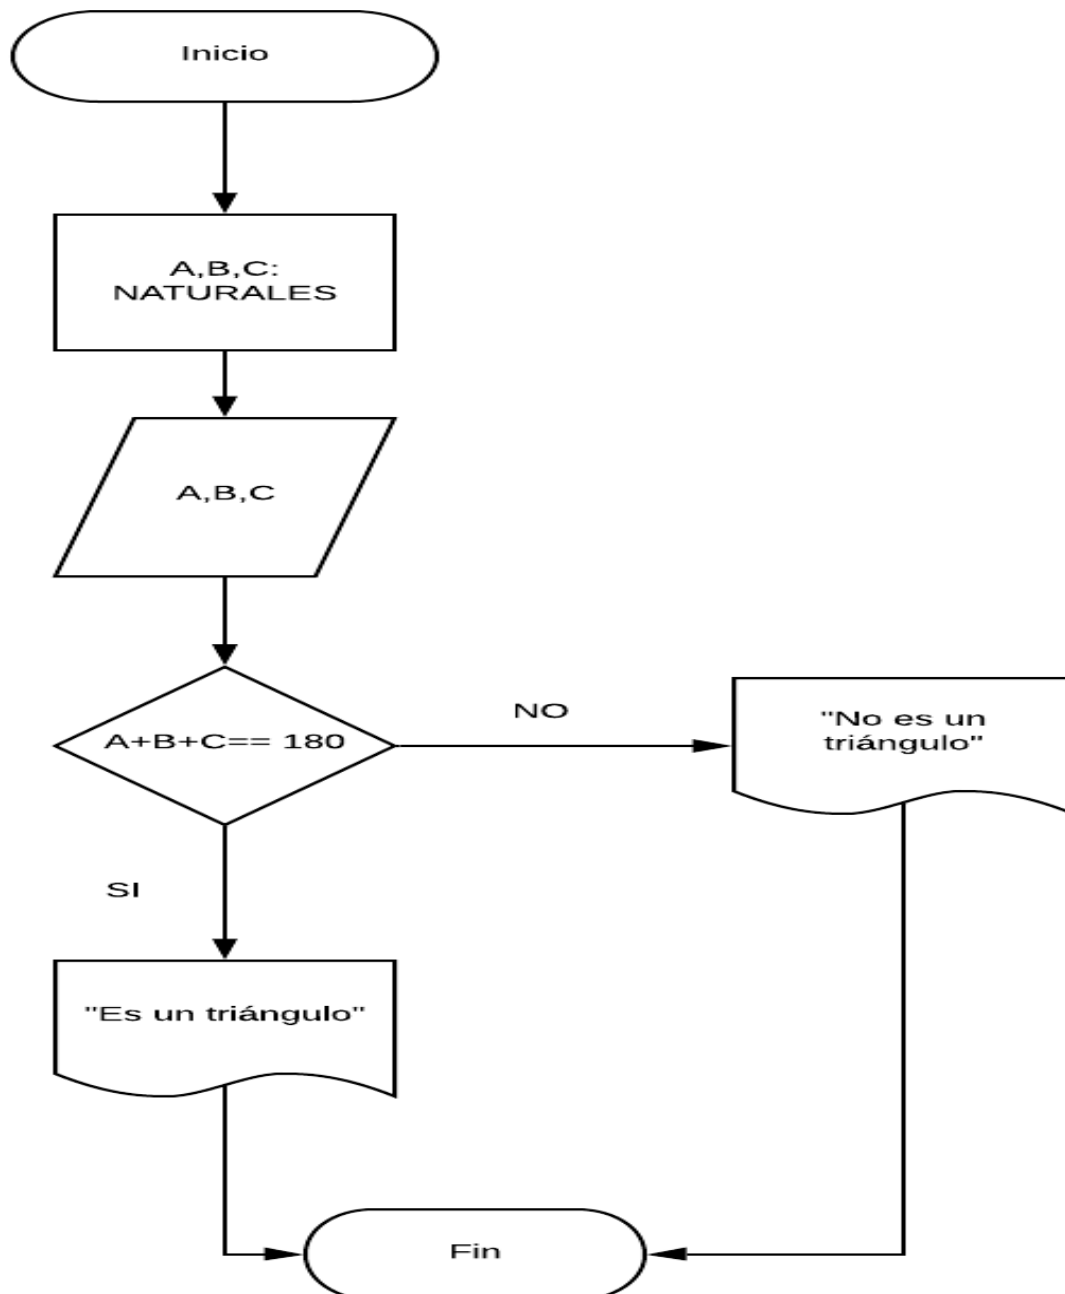 Inicio
A,B,C:
NATURALES
A,B,C
A+B+C== 180
NO
"No es un
triángulo"
SI
"Es un triángulo"
Fin